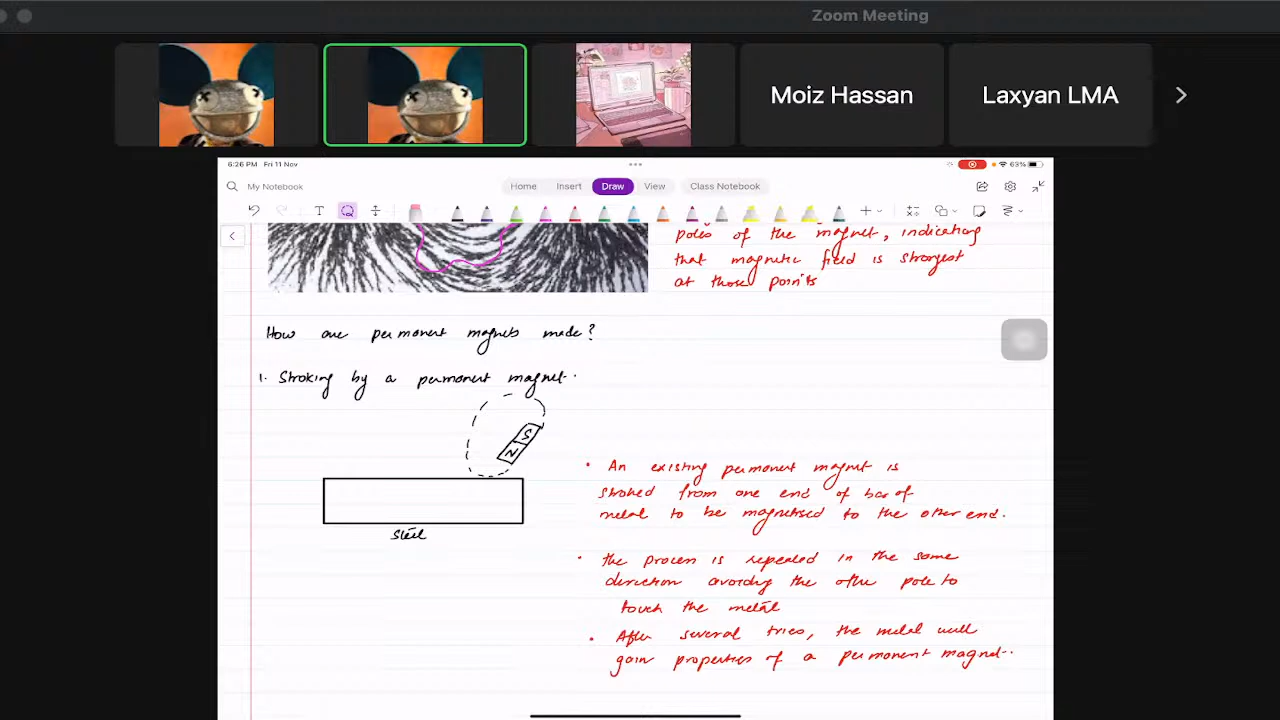 Zoom Meeting
Moiz Hassan
Laxyan LMA
6:26 PM Fri 11 Nov
63%
My Notebook
Home Insert Draw View Class Notebook
poles of the magnet, indicating
that magnetic field is strongest
at those points
How are permanent magnets made?
1. Stroking by a permanent magnet.
S
N
steel
• An existing permanent magnet is
stroked from one end of bar of
metal to be magnetised to the other end.
• the process is repeated in the same
direction avoiding the other pole to
touch the metal
• After several tries, the metal will
gain properties of a permanent magnet.